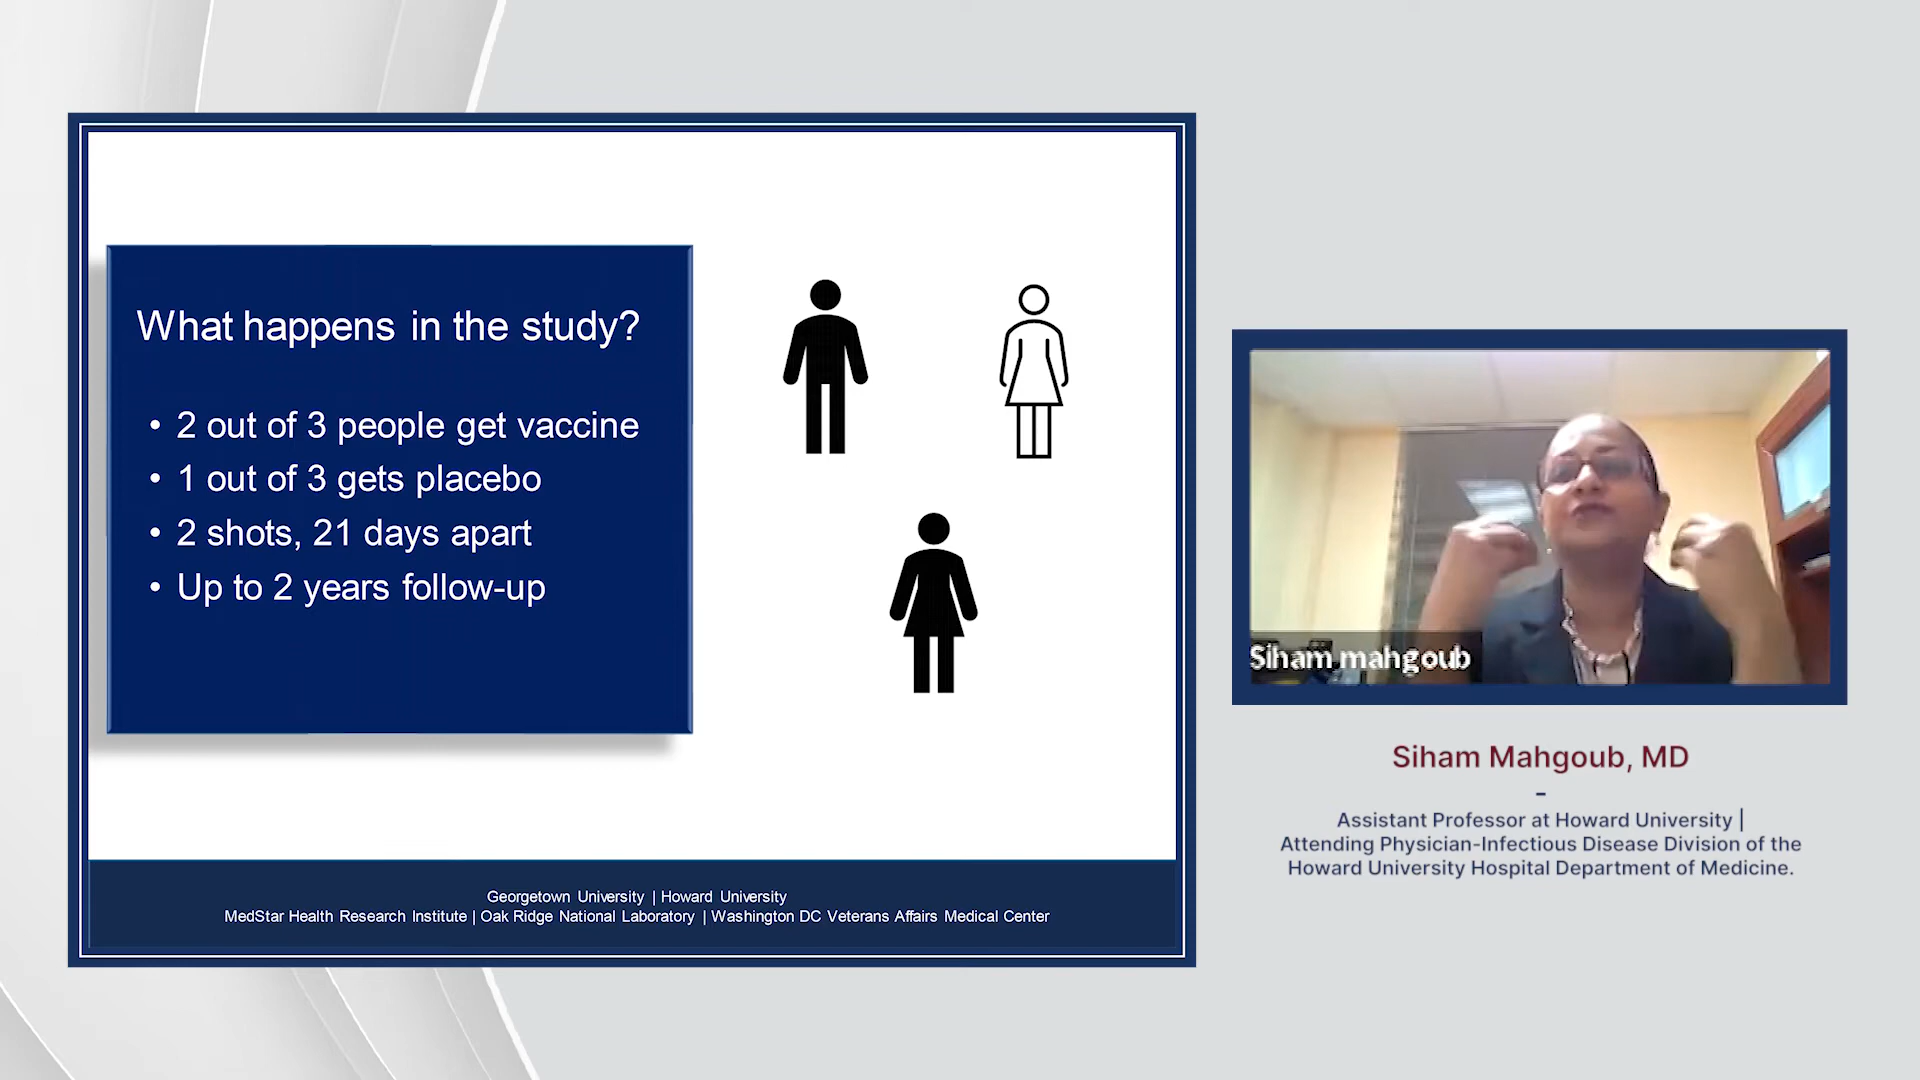 What happens in the study?
• 2 out of 3 people get vaccine
• 1 out of 3 gets placebo
• 2 shots, 21 days apart
• Up to 2 years follow-up
Georgetown University | Howard University
MedStar Health Research Institute | Oak Ridge National Laboratory | Washington DC Veterans Affairs Medical Center
Siham mahgoub
Siham Mahgoub, MD
-
Assistant Professor at Howard University |
Attending Physician-Infectious Disease Division of the
Howard University Hospital Department of Medicine.